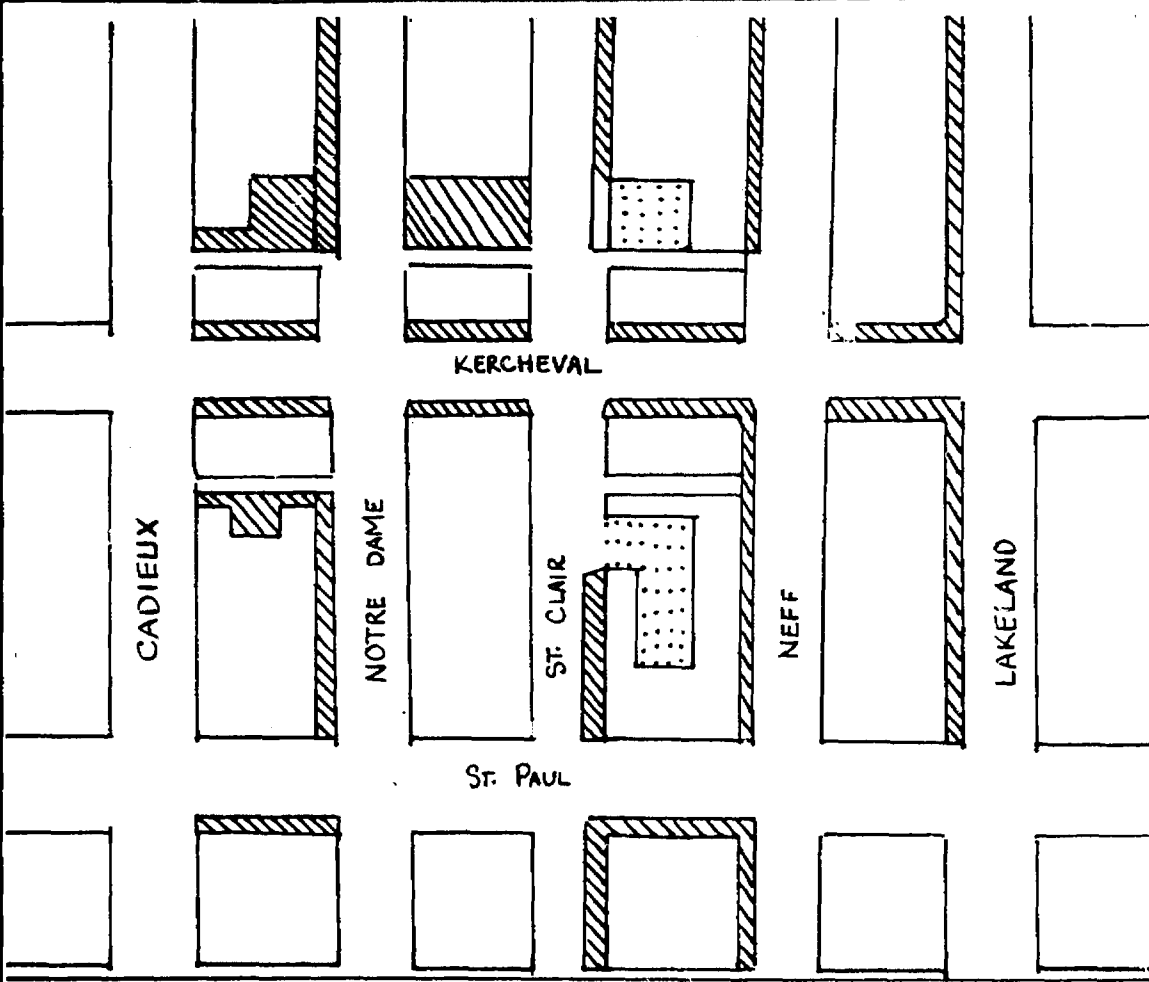 KERCHEVAL
CADIEUX
NOTRE DAME
ST. CLAIR
NEFF
LAKELAND
ST. PAUL